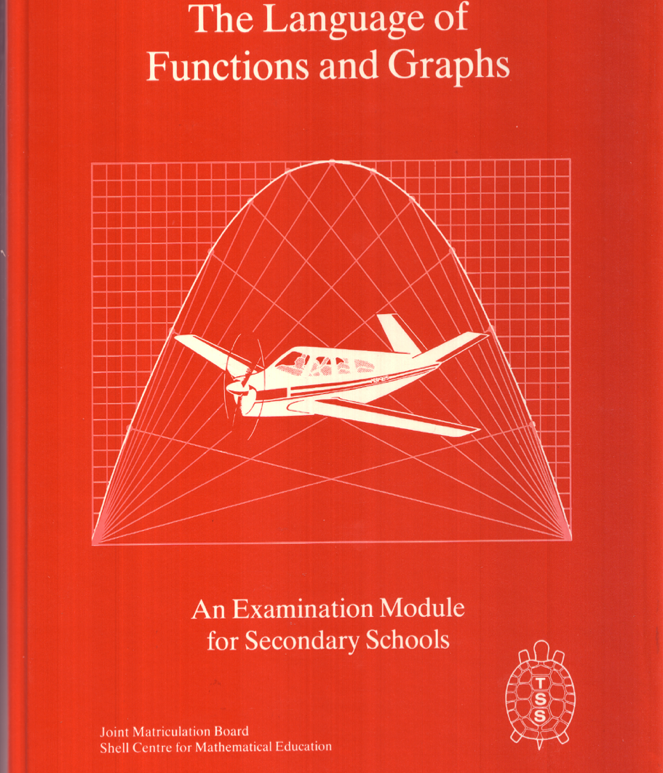 The Language of
Functions and Graphs
An Examination Module
for Secondary Schools
T
S
S
Joint Matriculation Board
Shell Centre for Mathematical Education